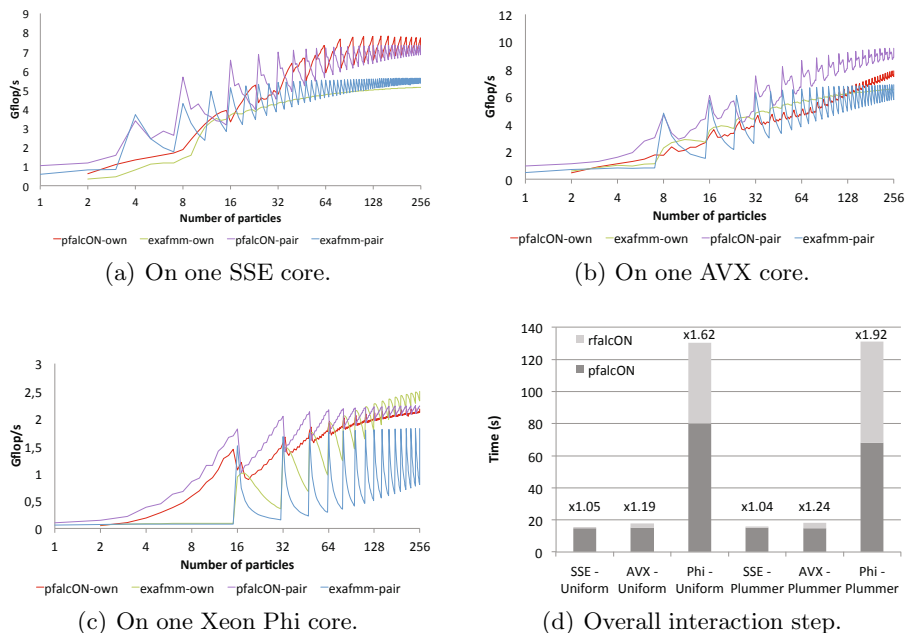 9
8
7
6
5
4
3
2
1
0
Gflop/s
1 2 4 8 16 32 64 128 256
Number of particles
pfalcON-own exafmm-own pfalcON-pair exafmm-pair
(a) On one SSE core.
12
10
8
6
4
2
0
Gflop/s
1 2 4 8 16 32 64 128 256
Number of particles
pfalcON-own exafmm-own pfalcON-pair exafmm-pair
(b) On one AVX core.
3
2,5
2
1,5
1
0,5
0
Gflop/s
1 2 4 8 16 32 64 128 256
Number of particles
pfalcON-own exafmm-own pfalcON-pair exafmm-pair
(c) On one Xeon Phi core.
140
120
100
80
60
40
20
0
Time (s)
rfalcON
pfalcON
x1.05 x1.19 x1.62 x1.04 x1.24 x1.92
SSE - AVX - Phi - SSE - AVX - Phi -
Uniform Uniform Uniform Plummer Plummer Plummer
(d) Overall interaction step.